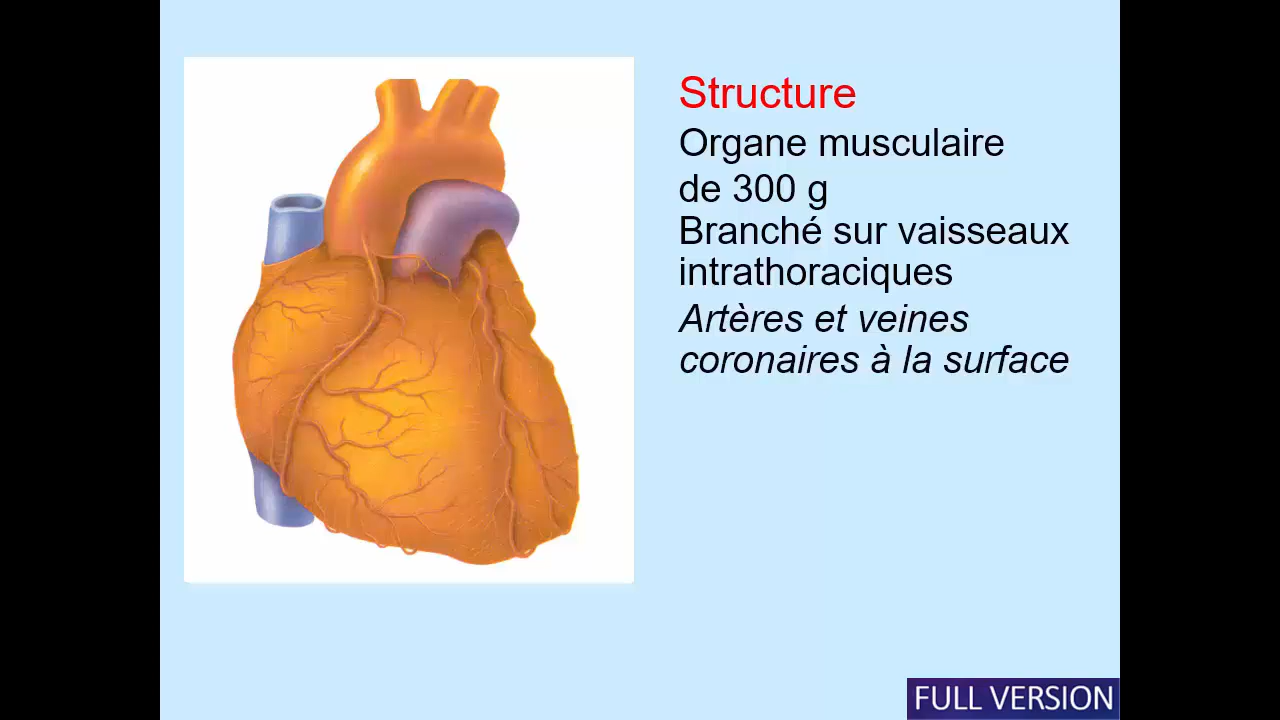 Structure
Organe musculaire
de 300 g
Branché sur vaisseaux
intrathoraciques
Artères et veines
coronaires à la surface
FULL VERSION